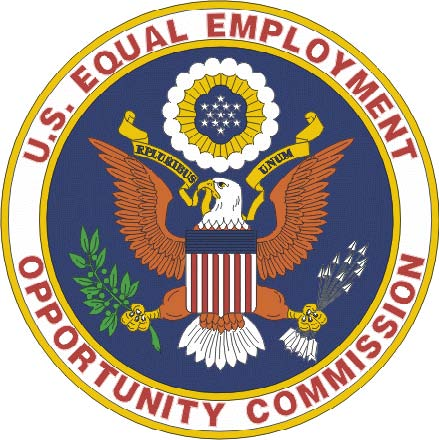 U.S. EQUAL EMPLOYMENT
OPPORTUNITY COMMISSION
E PLURIBUS
UNUM